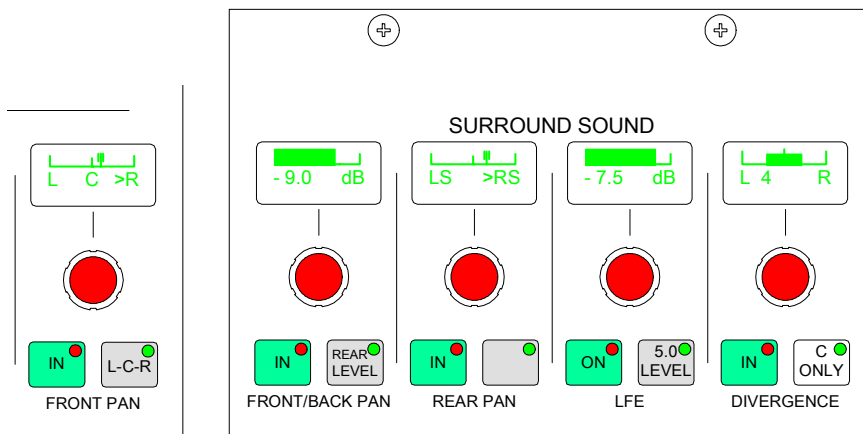 SURROUND SOUND
L C >R
- 9.0 dB
LS >RS
- 7.5 dB
L 4 R
IN
L-C-R
IN
REAR
LEVEL
IN
ON
5.0
LEVEL
IN
C
ONLY
FRONT PAN
FRONT/BACK PAN
REAR PAN
LFE
DIVERGENCE